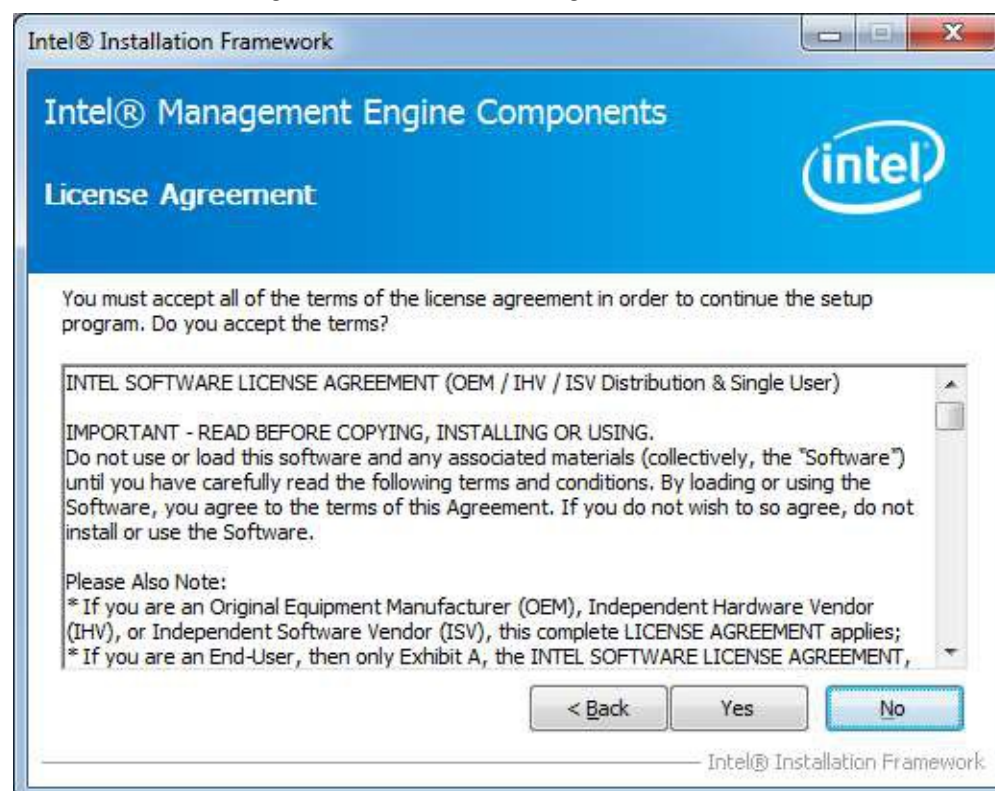 Intel® Installation Framework
Intel® Management Engine Components
intel
License Agreement
You must accept all of the terms of the license agreement in order to continue the setup
program. Do you accept the terms?
INTEL SOFTWARE LICENSE AGREEMENT (OEM / IHV / ISV Distribution & Single User)
IMPORTANT - READ BEFORE COPYING, INSTALLING OR USING.
Do not use or load this software and any associated materials (collectively, the "Software")
until you have carefully read the following terms and conditions. By loading or using the
Software, you agree to the terms of this Agreement. If you do not wish to so agree, do not
install or use the Software.
Please Also Note:
* If you are an Original Equipment Manufacturer (OEM), Independent Hardware Vendor
(IHV), or Independent Software Vendor (ISV), this complete LICENSE AGREEMENT applies;
* If you are an End-User, then only Exhibit A, the INTEL SOFTWARE LICENSE AGREEMENT,
< Back Yes No
Intel® Installation Framework